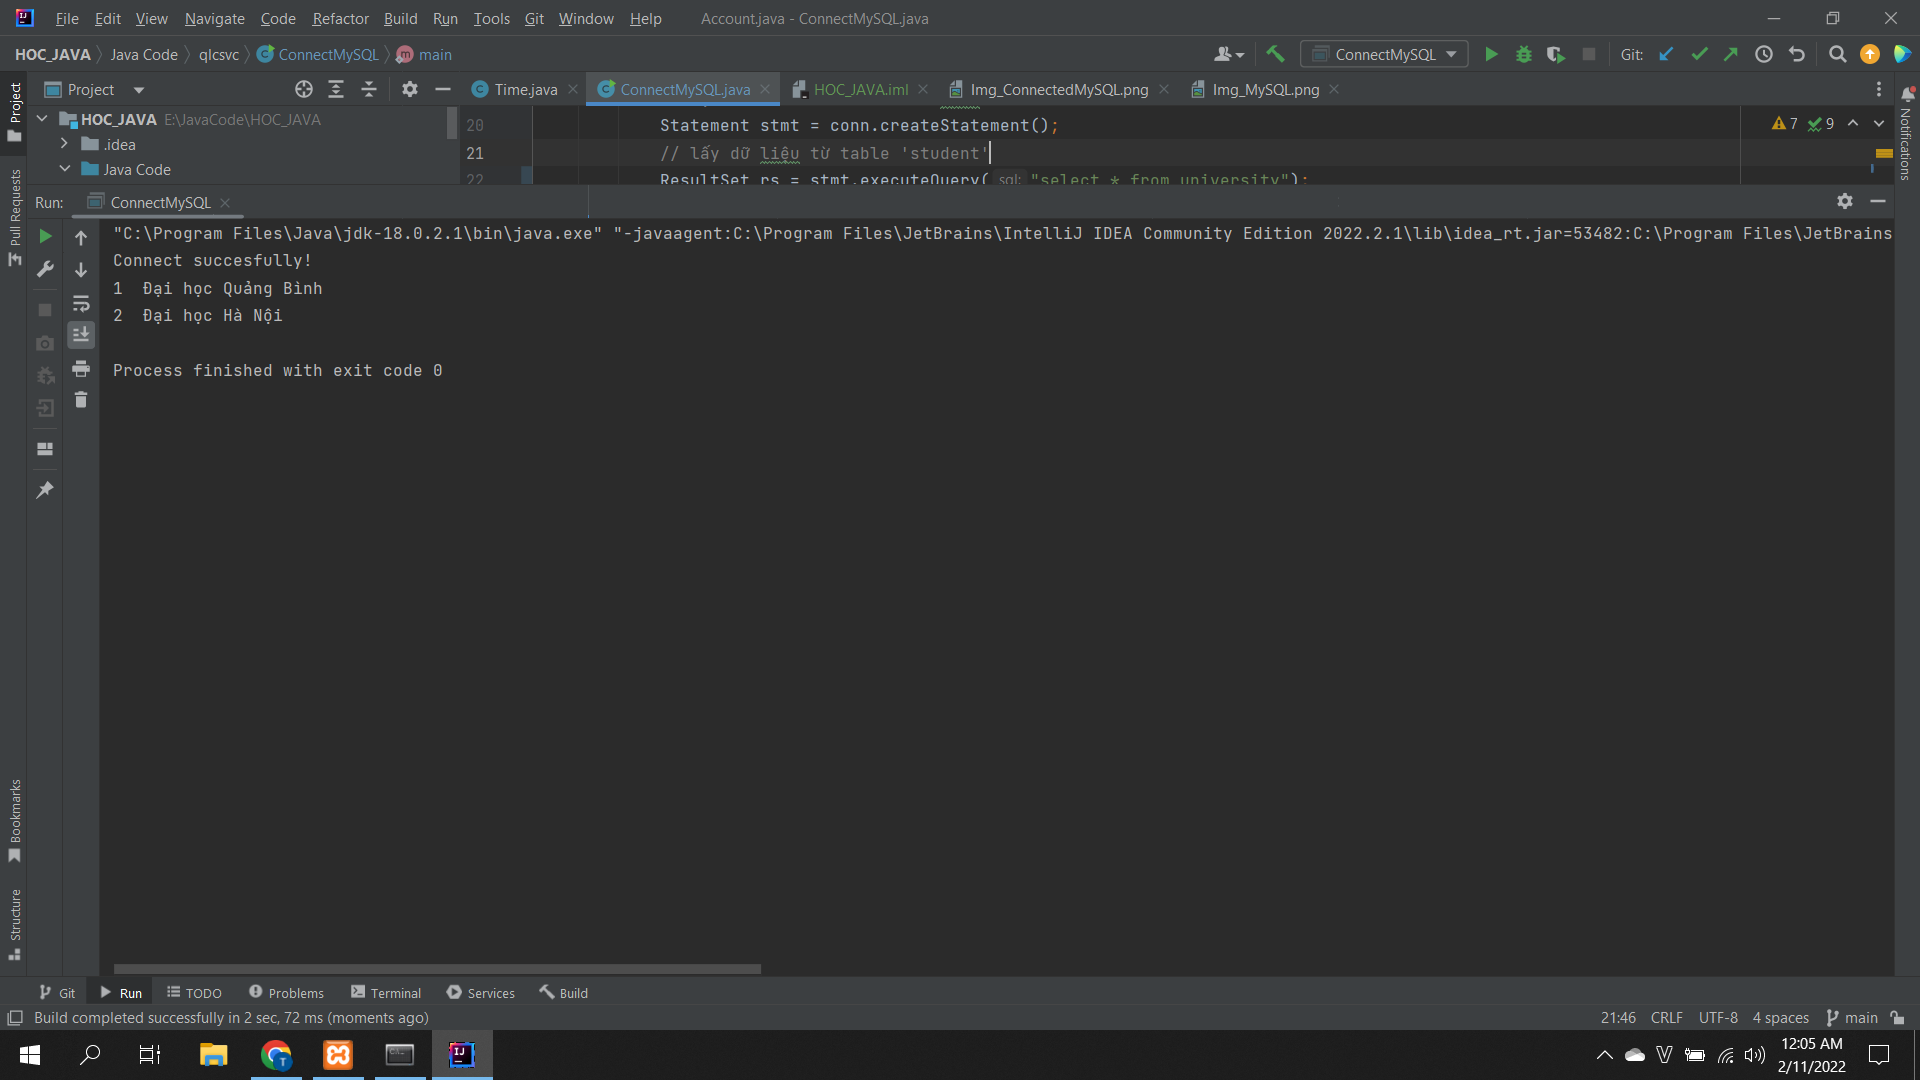 File Edit View Navigate Code Refactor Build Run Tools Git Window Help Account.java - ConnectMySQL.java
HOC_JAVA Java Code qlcsvc ConnectMySQL main ConnectMySQL Git:
Project Time.java ConnectMySQL.java HOC_JAVA.iml Img_ConnectedMySQL.png Img_MySQL.png
HOC_JAVA E:\JavaCode\HOC_JAVA
.idea
Java Code
20 Statement stmt = conn.createStatement();
21 // lấy dữ liệu từ table 'student'
22 ResultSet rs = stmt.executeQuery( sql: "select * from university");
7 9
Project
Pull Requests
Bookmarks
Structure
Notifications
Run: ConnectMySQL
"C:\Program Files\Java\jdk-18.0.2.1\bin\java.exe" "-javaagent:C:\Program Files\JetBrains\IntelliJ IDEA Community Edition 2022.2.1\lib\idea_rt.jar=53482:C:\Program Files\JetBrains
Connect succesfully!
1 Đại học Quảng Bình
2 Đại học Hà Nội
Process finished with exit code 0
Git Run TODO Problems Terminal Services Build
Build completed successfully in 2 sec, 72 ms (moments ago) 21:46 CRLF UTF-8 4 spaces main
12:05 AM
2/11/2022